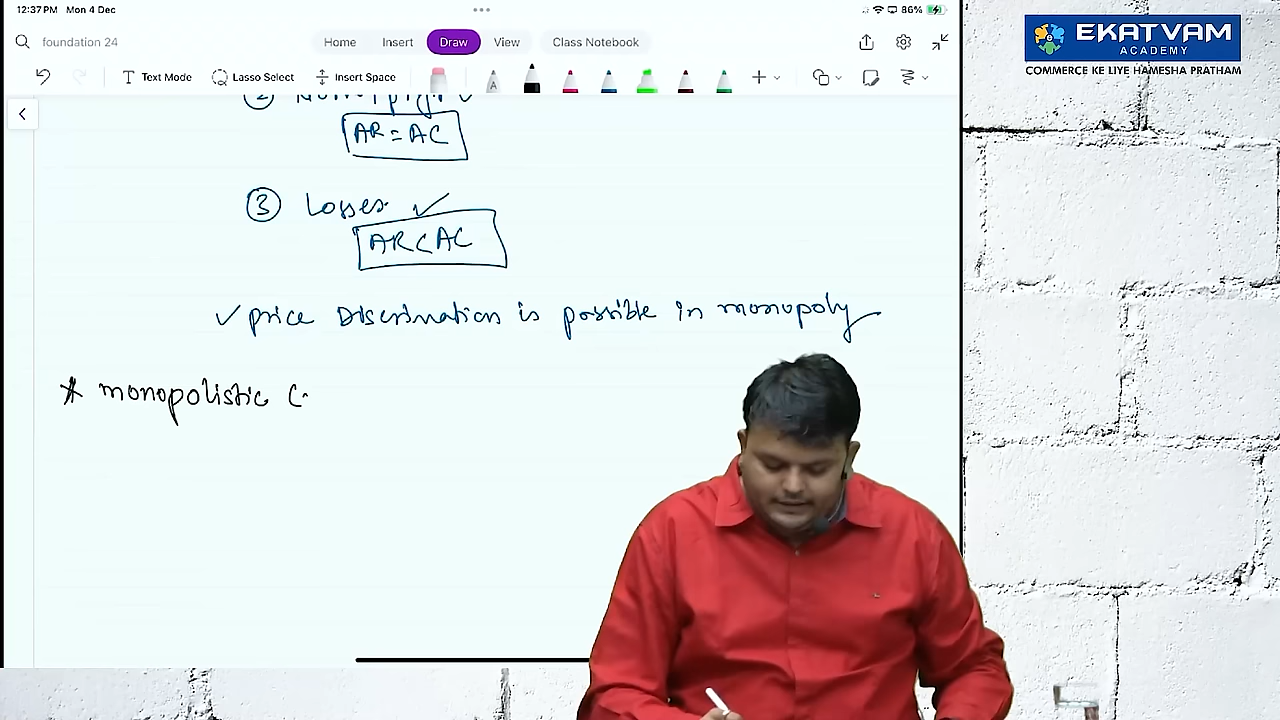 12:37 PM Mon 4 Dec
86%
foundation 24
Home Insert Draw View Class Notebook
Text Mode Lasso Select Insert Space
EKATVAM
ACADEMY
COMMERCE KE LIYE HAMESHA PRATHAM
②
AR = AC
③ Losses ✓
AR < AC
✓ price Discrination is possible in monopoly
* monopolistic C